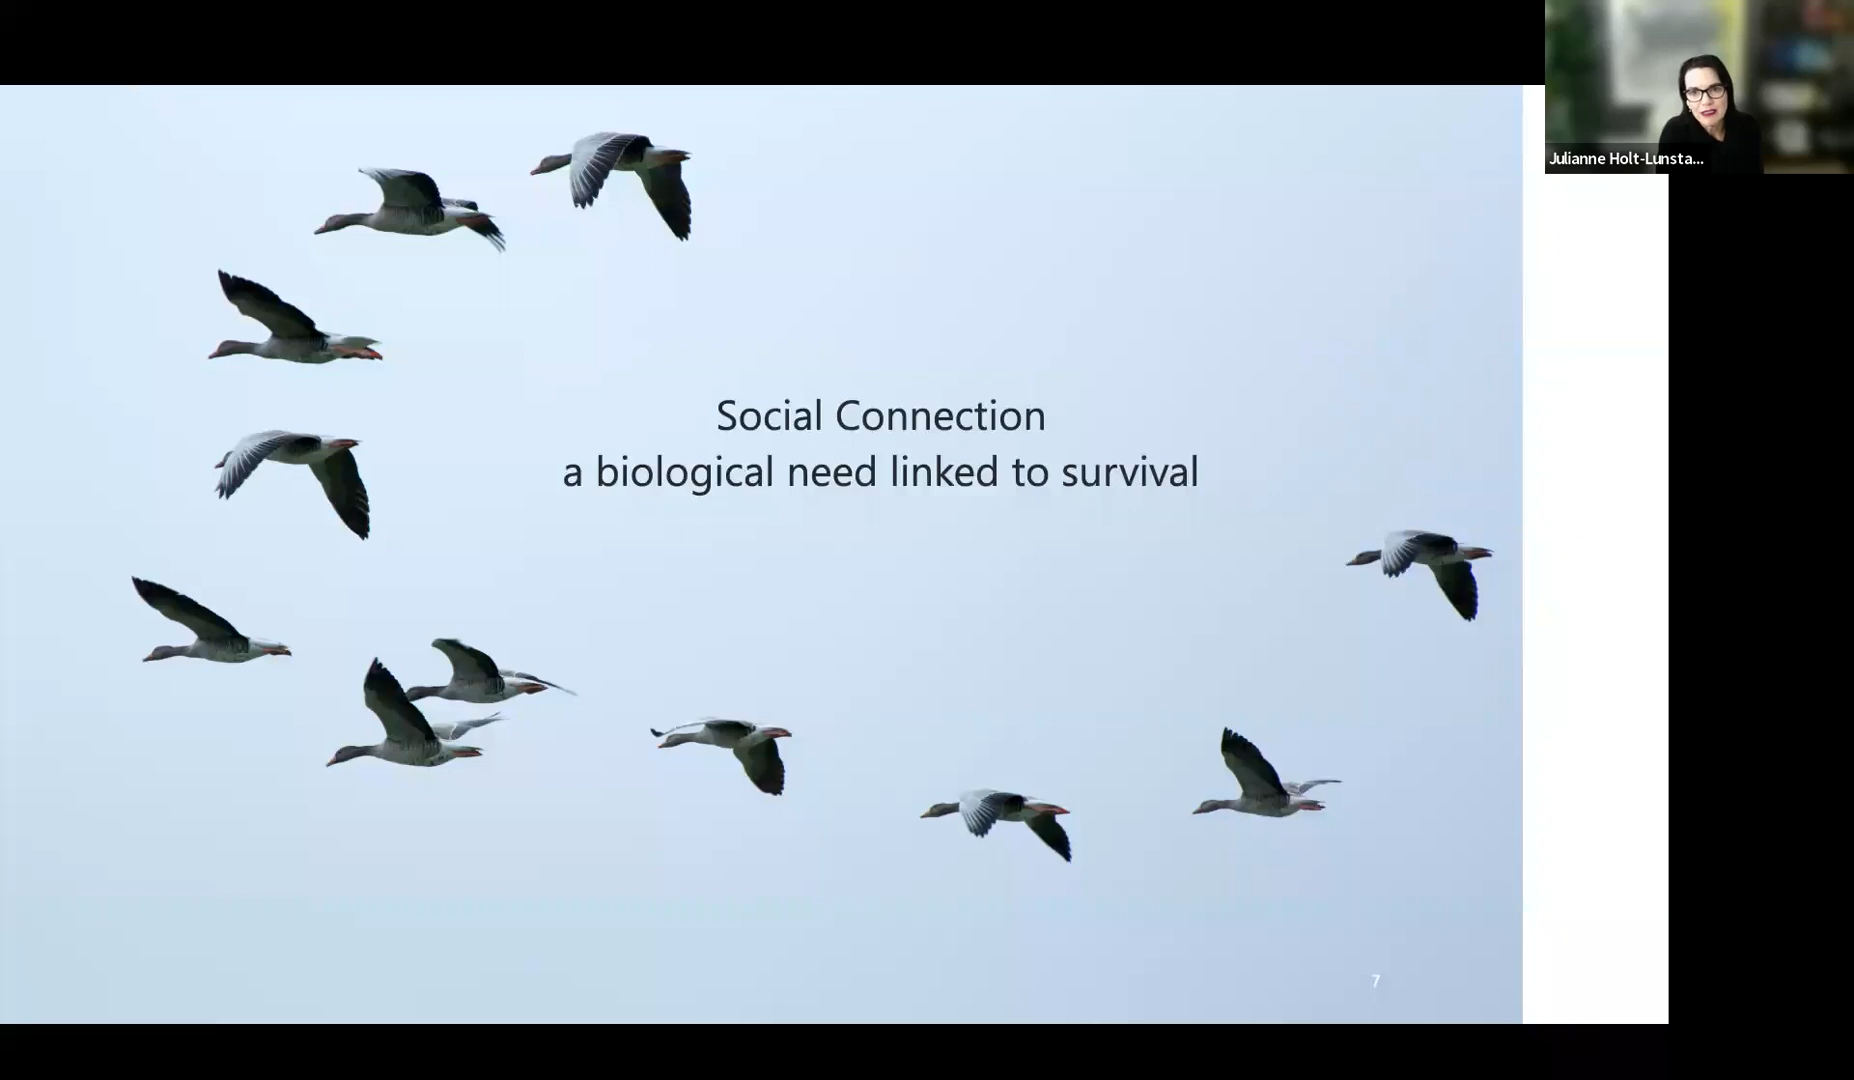 Julianne Holt-Lunsta...
Social Connection
a biological need linked to survival
7